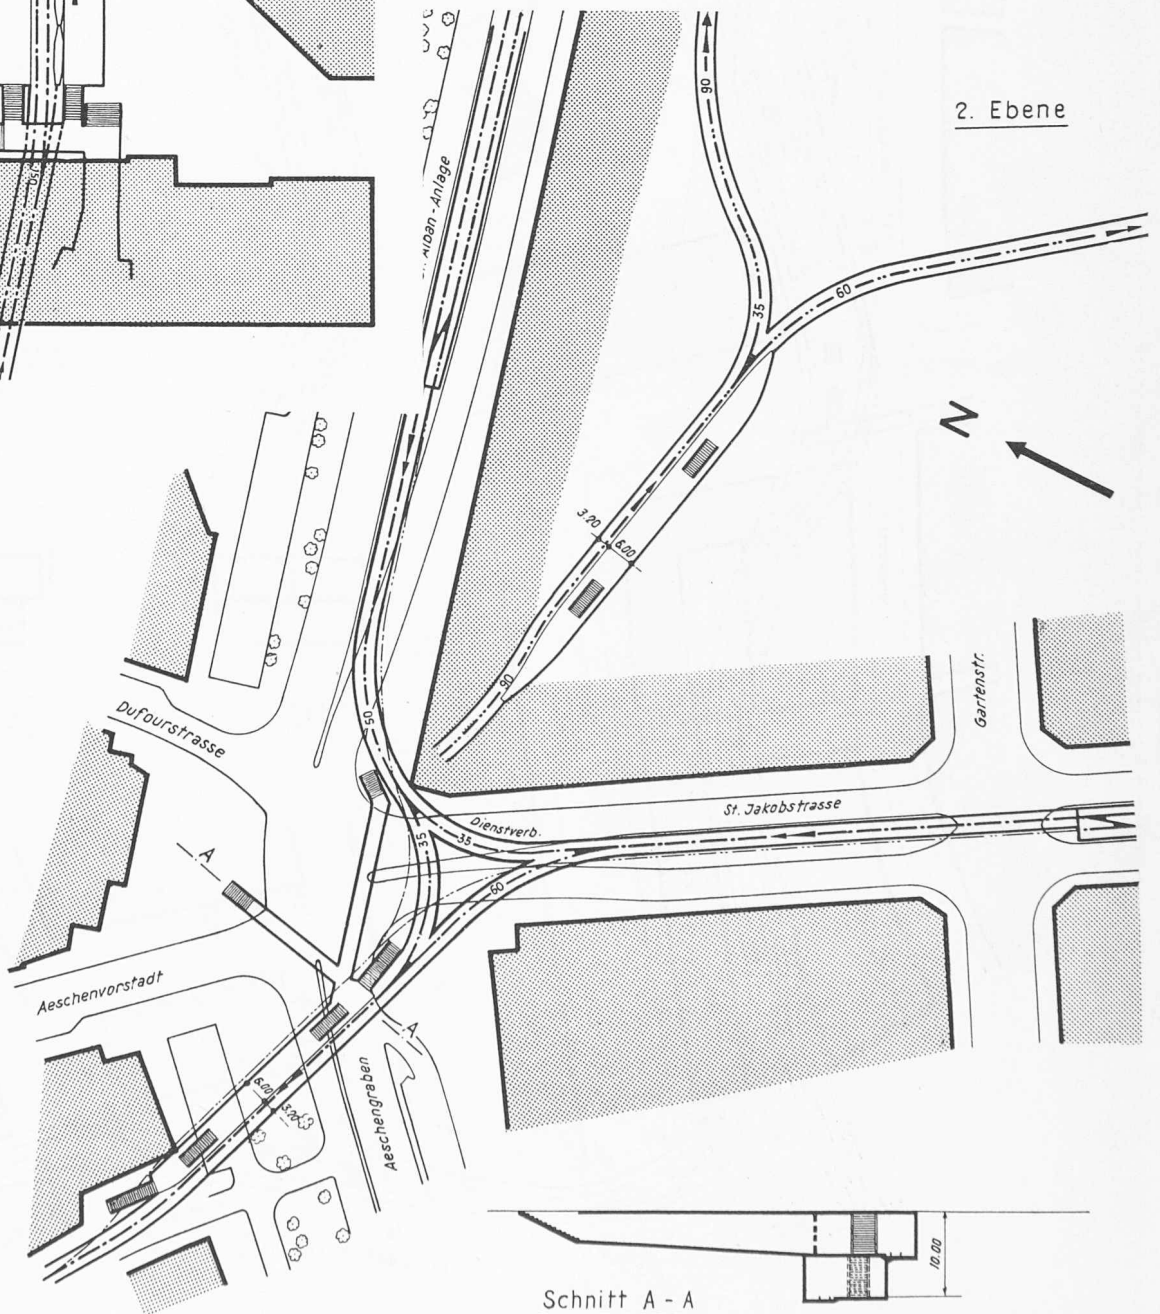 2. Ebene
90
60
35
Alban-Anlage
N
3.20
6.00
90
50
Dufourstrasse
Gartenstr.
St. Jakobstrasse
Dienstverb.
35
35
60
A
Aeschenvorstadt
A
6.00
3.20
Aeschengraben
10.00
Schnitt A - A